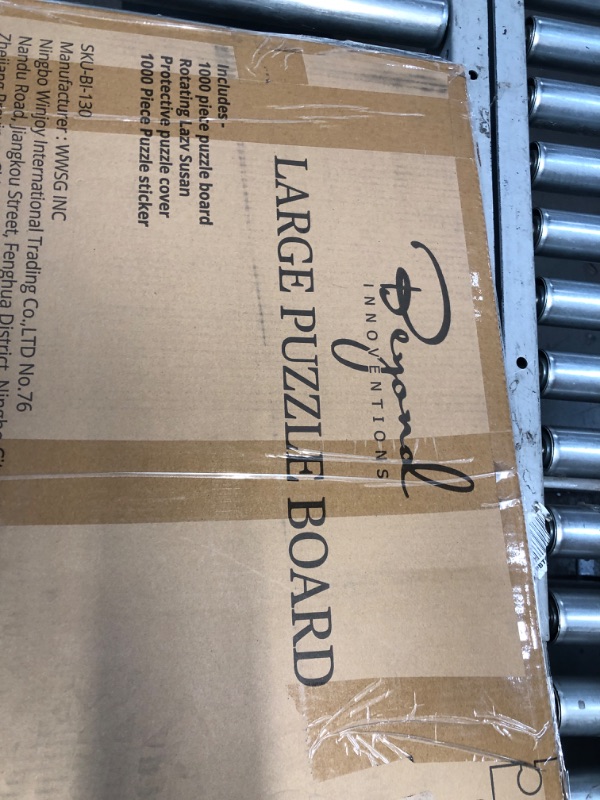 Beyond
INNOVENTIONS
LARGE PUZZLE BOARD
Includes-
1000 piece puzzle board
Rotating Lazy Susan
Protective puzzle cover
1000 Piece Puzzle sticker
SKU-BI-130
Manufacturer : WWSG INC
Ningbo Winjoy International Trading Co.,LTD No.76
Nandu Road, Jiangkou Street, Fenghua District, Ningbo